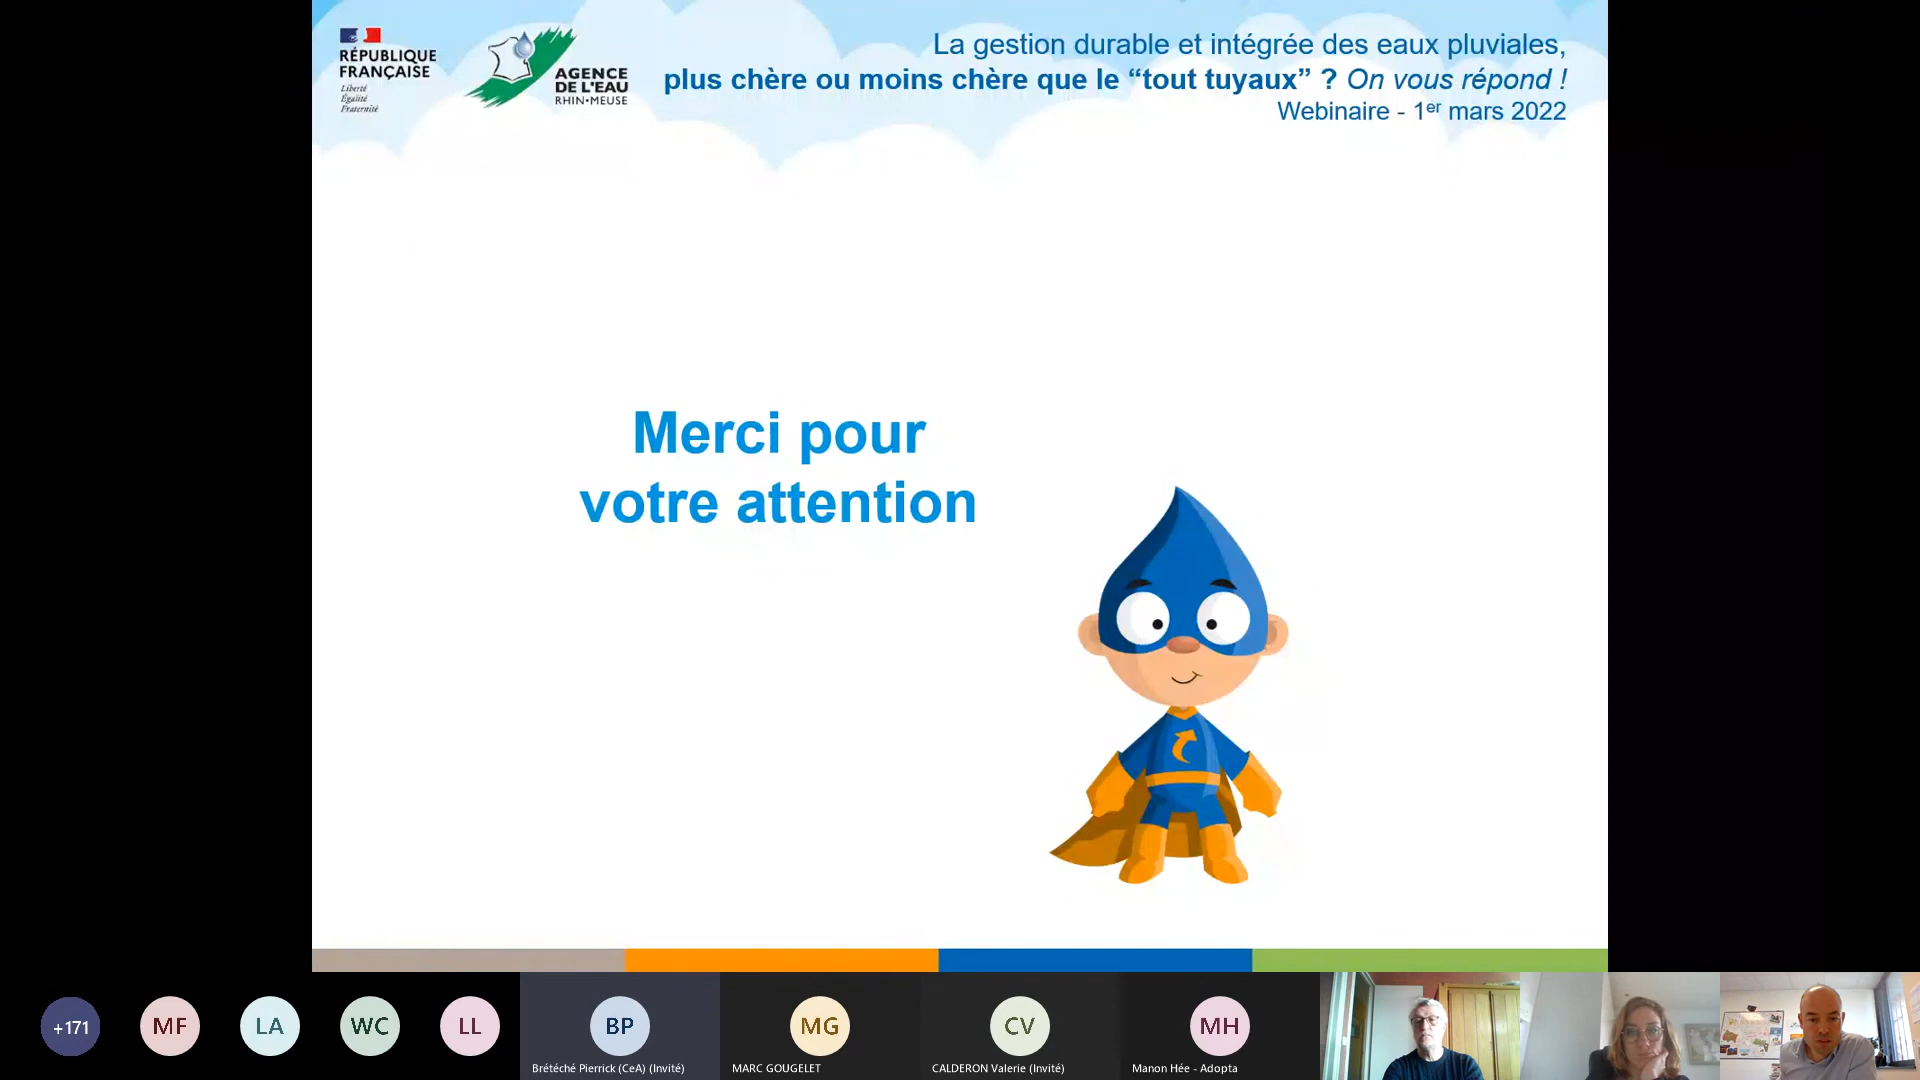 RÉPUBLIQUE
FRANÇAISE
Liberté
Égalité
Fraternité
AGENCE
DE L'EAU
RHIN•MEUSE
La gestion durable et intégrée des eaux pluviales,
plus chère ou moins chère que le “tout tuyaux” ? On vous répond !
Webinaire - 1er mars 2022
Merci pour
votre attention
+171
MF
LA
WC
LL
BP
MG
CV
MH
Brétéché Pierrick (CeA) (Invité)
MARC GOUGELET
CALDERON Valerie (Invité)
Manon Hée - Adopta